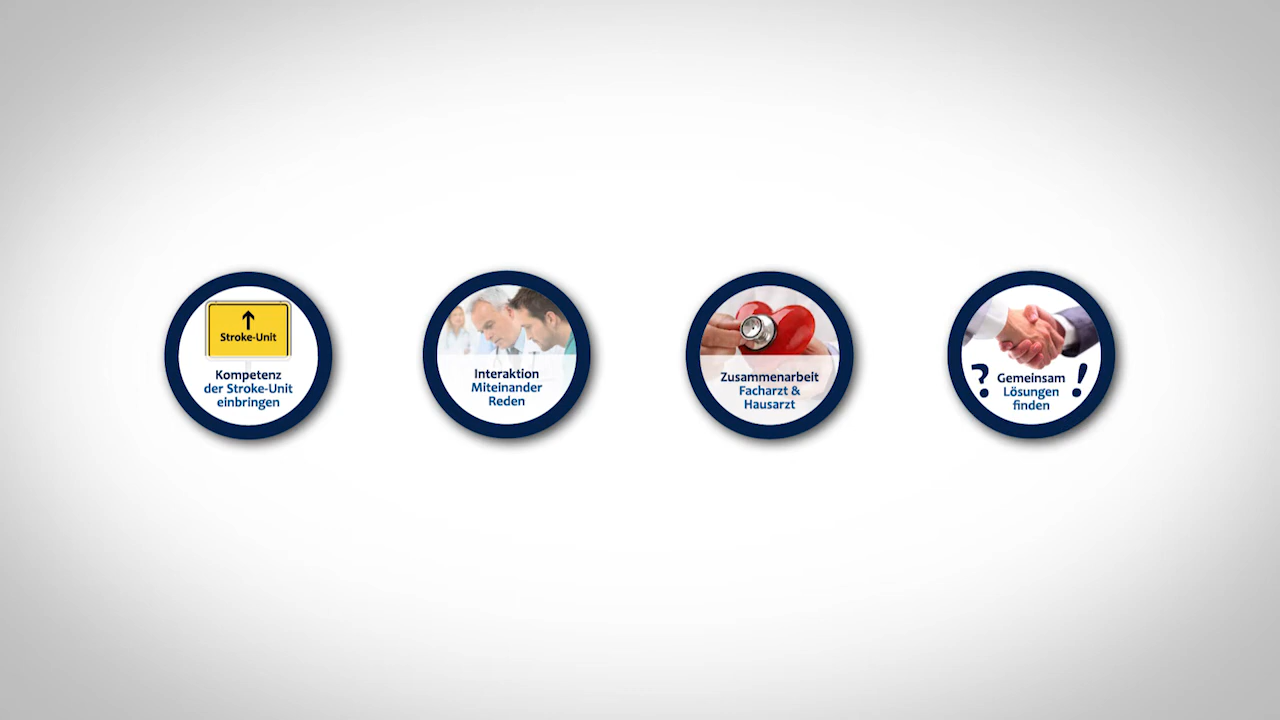 Stroke-Unit
Kompetenz
der Stroke-Unit
einbringen
Interaktion
Miteinander
Reden
Zusammenarbeit
Facharzt &
Hausarzt
? Gemeinsam !
Lösungen
finden